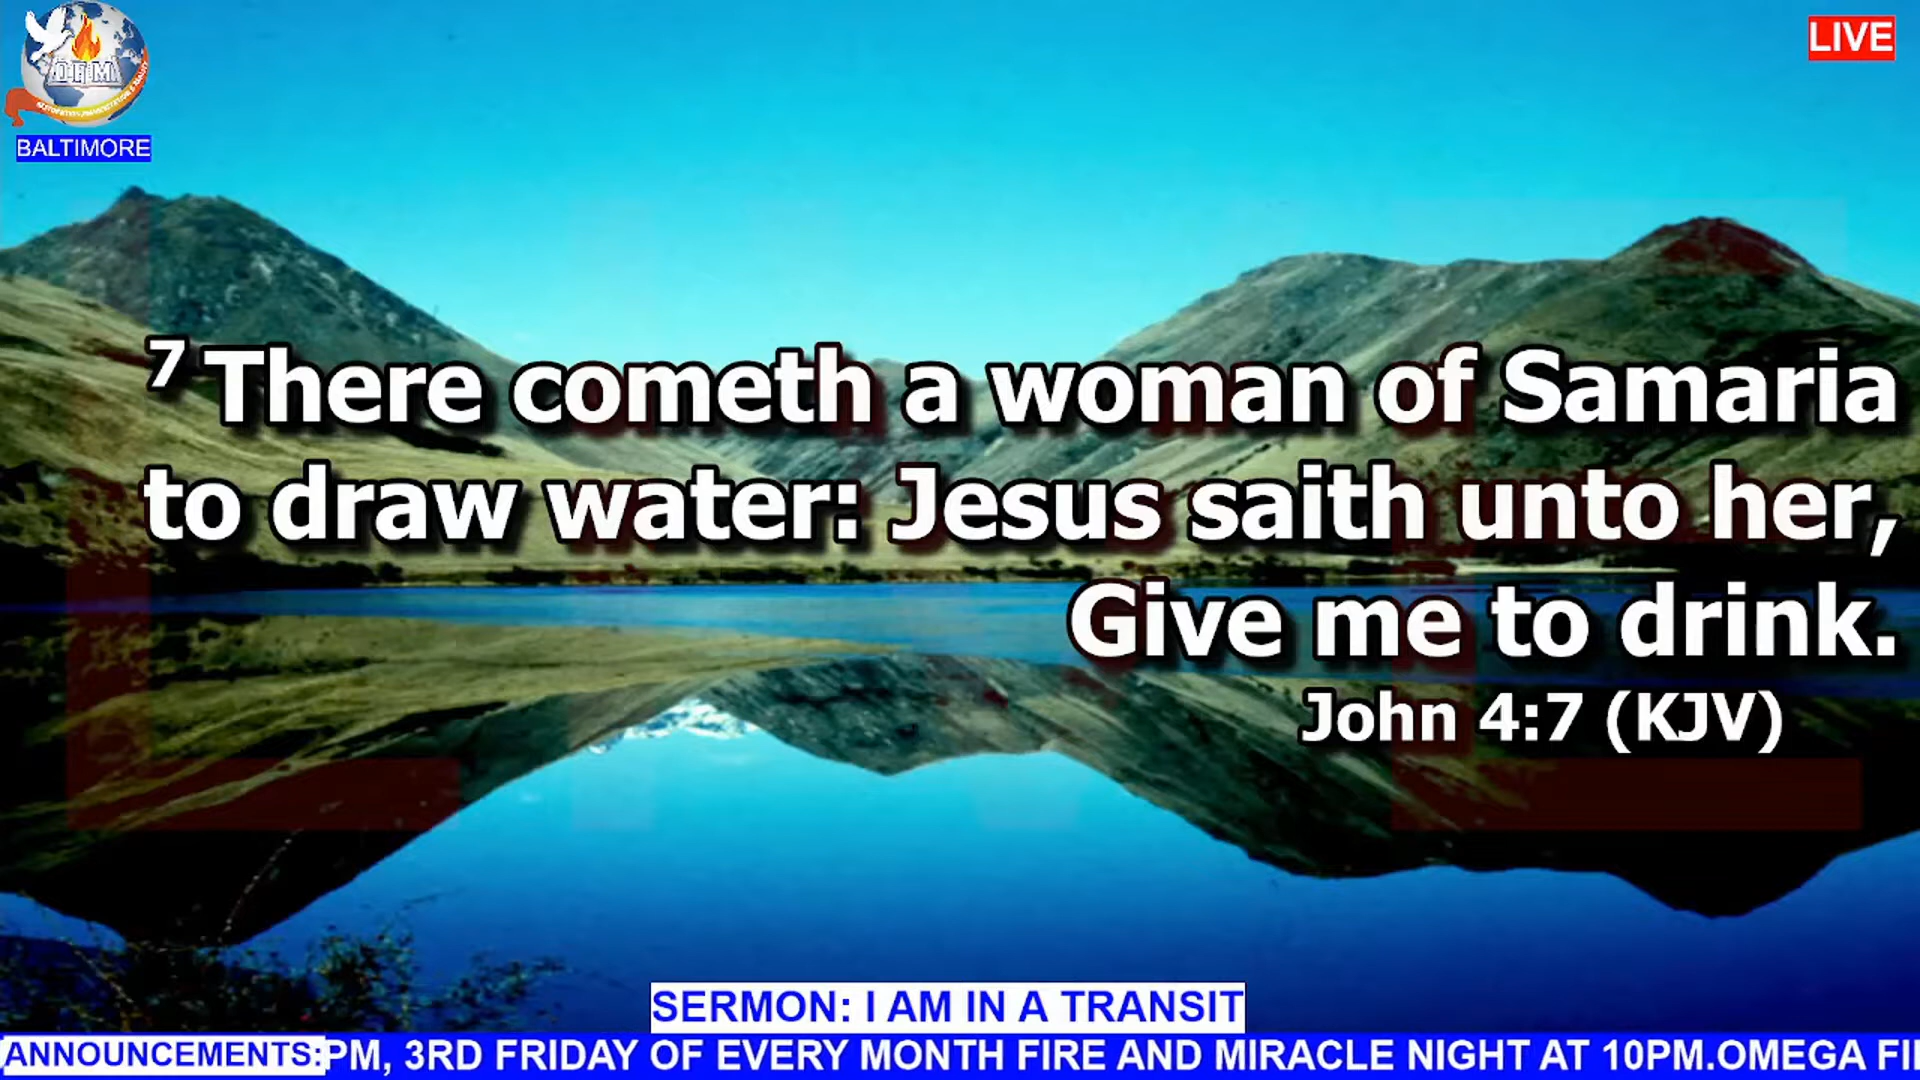 LIVE
O.F.M
BALTIMORE
7 There cometh a woman of Samaria
to draw water: Jesus saith unto her,
Give me to drink.
John 4:7 (KJV)
SERMON: I AM IN A TRANSIT
ANNOUNCEMENTS: PM, 3RD FRIDAY OF EVERY MONTH FIRE AND MIRACLE NIGHT AT 10PM.OMEGA FI